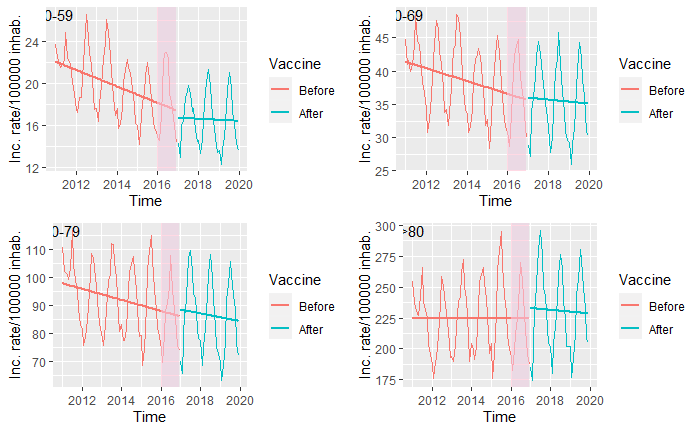 0-59
Inc. rate/100000 inhab.
24
20
16
12
2012 2014 2016 2018 2020
Time
Vaccine
Before
After
0-69
Inc. rate/100000 inhab.
45
40
35
30
25
2012 2014 2016 2018 2020
Time
Vaccine
Before
After
0-79
Inc. rate/100000 inhab.
110
100
90
80
70
2012 2014 2016 2018 2020
Time
Vaccine
Before
After
>80
Inc. rate/100000 inhab.
300
275
250
225
200
175
2012 2014 2016 2018 2020
Time
Vaccine
Before
After